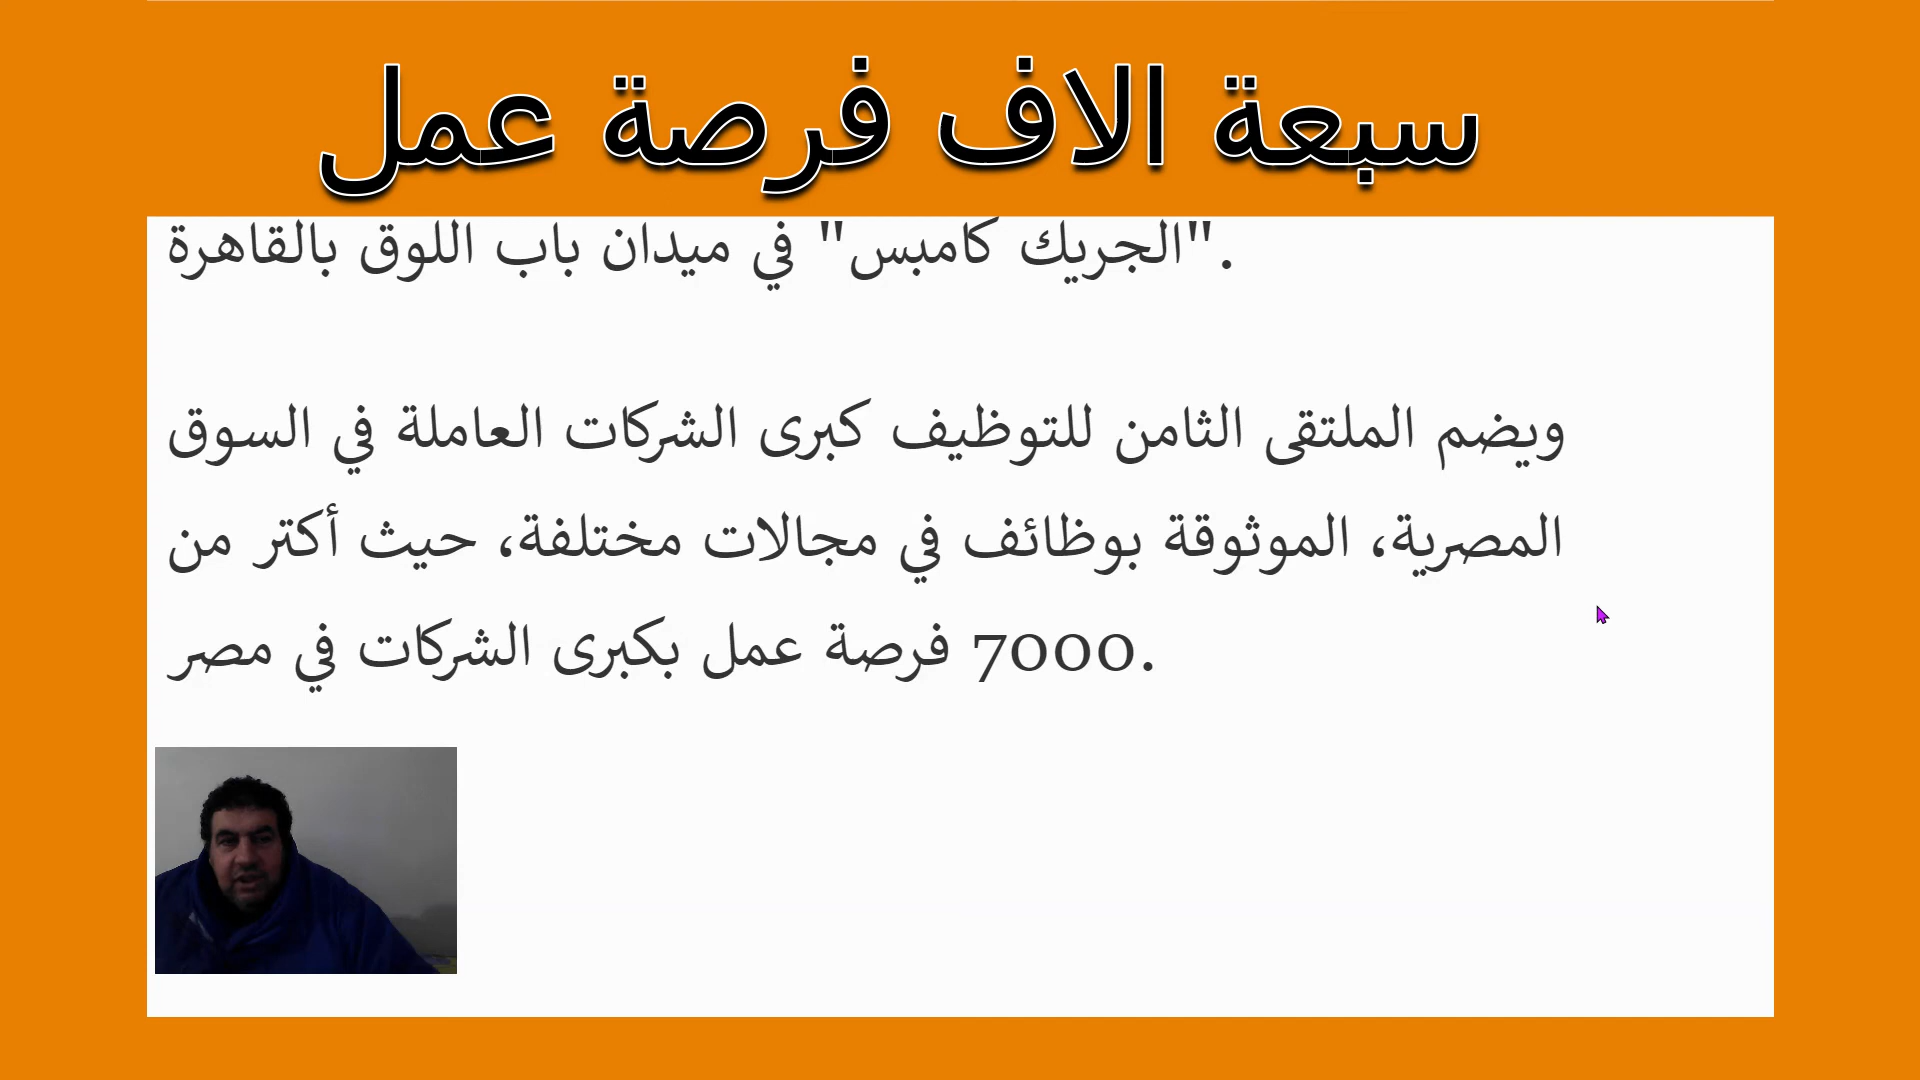 سبعة الاف فرصة عمل
"الجريك كامبس" في ميدان باب اللوق بالقاهرة.
ويضم الملتقى الثامن للتوظيف كبرى الشركات العاملة في السوق
المصرية، الموثوقة بوظائف في مجالات مختلفة، حيث أكتر من
7000 فرصة عمل بكبرى الشركات في مصر.